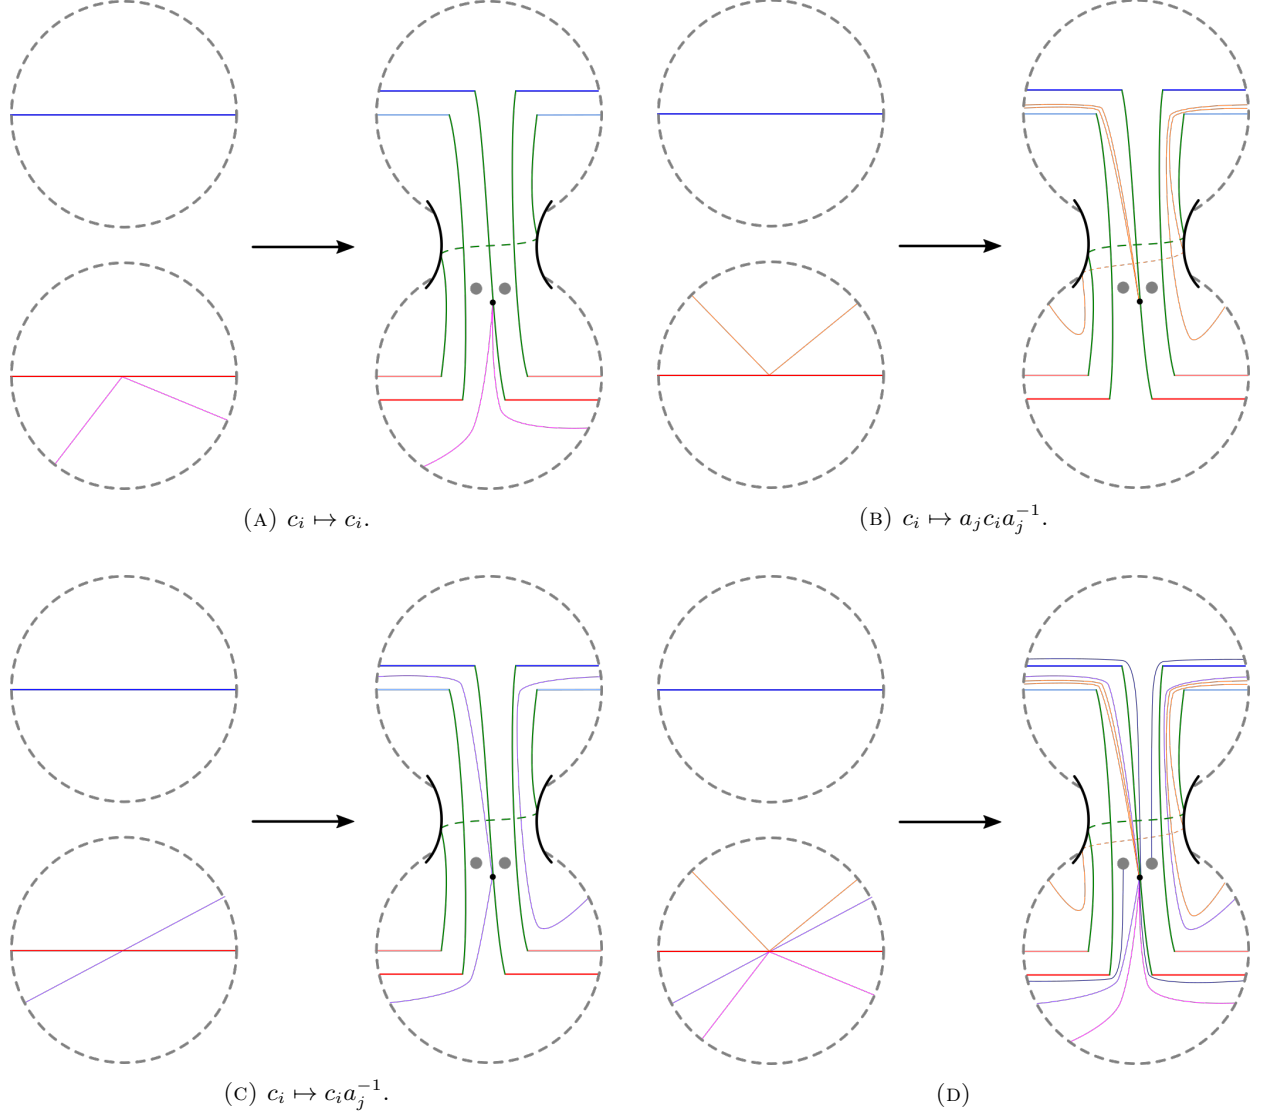 (A) $c_i \mapsto c_i$.
(B) $c_i \mapsto a_j c_i a_j^{-1}$.
(C) $c_i \mapsto c_i a_j^{-1}$.
(D)